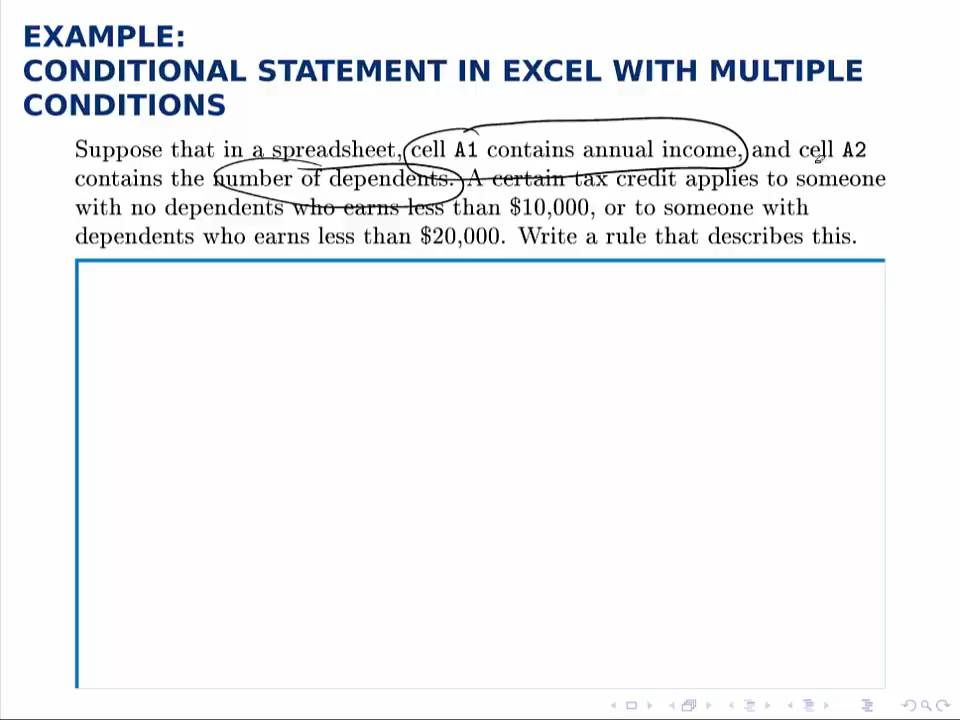 EXAMPLE:
CONDITIONAL STATEMENT IN EXCEL WITH MULTIPLE
CONDITIONS
Suppose that in a spreadsheet, cell A1 contains annual income, and cell A2
contains the number of dependents. A certain tax credit applies to someone
with no dependents who earns less than $10,000, or to someone with
dependents who earns less than $20,000. Write a rule that describes this.